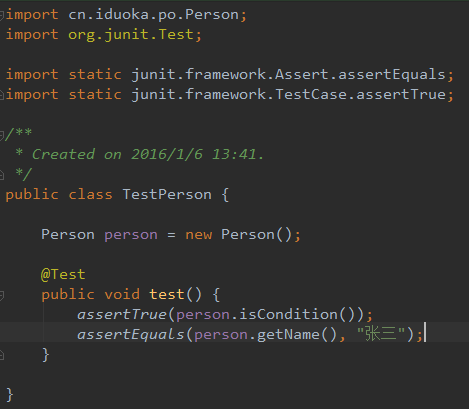 import cn.iduoka.po.Person;
import org.junit.Test;
import static junit.framework.Assert.assertEquals;
import static junit.framework.TestCase.assertTrue;
/**
 * Created on 2016/1/6 13:41.
 */
public class TestPerson {
    Person person = new Person();
    @Test
    public void test() {
        assertTrue(person.isCondition());
        assertEquals(person.getName(), "张三");
    }
}